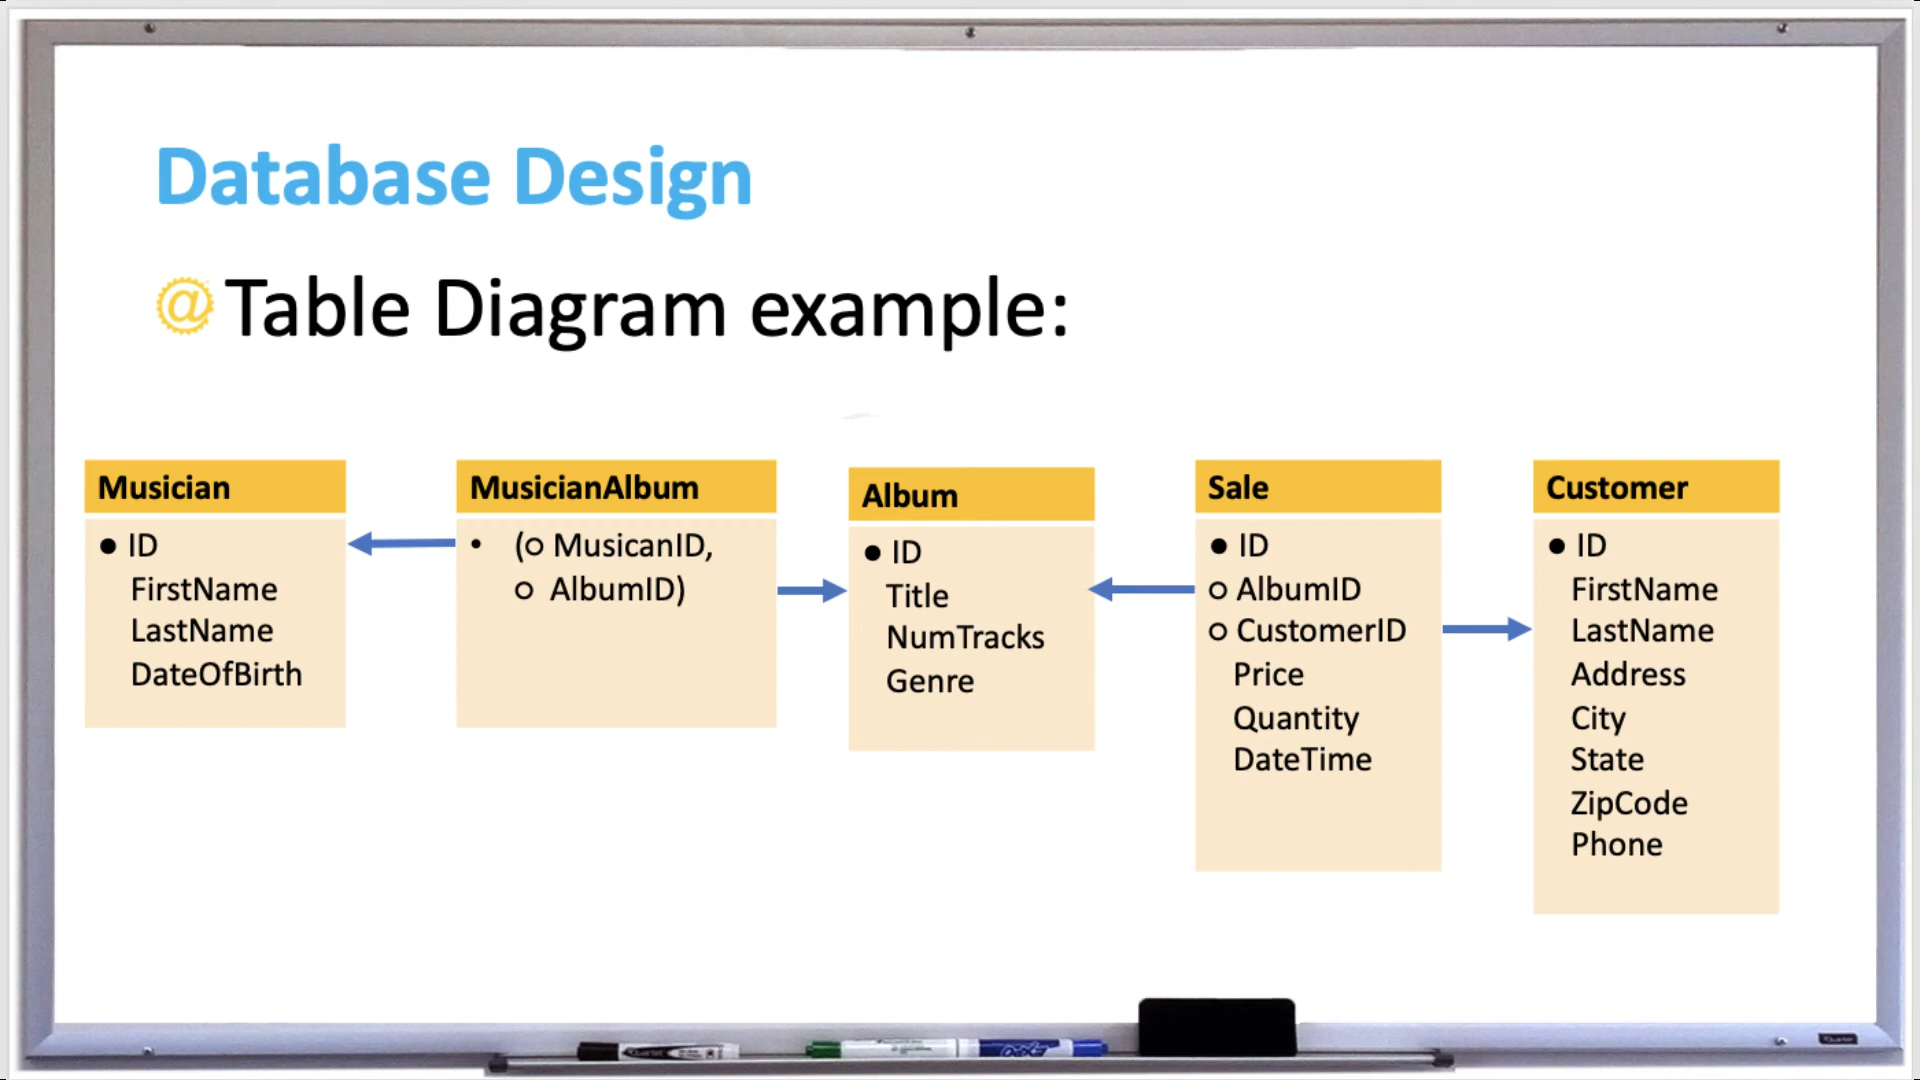 Database Design
@ Table Diagram example:
Musician
● ID
FirstName
LastName
DateOfBirth
MusicianAlbum
• (○ MusicanID,
○ AlbumID)
Album
● ID
Title
NumTracks
Genre
Sale
● ID
○ AlbumID
○ CustomerID
Price
Quantity
DateTime
Customer
● ID
FirstName
LastName
Address
City
State
ZipCode
Phone